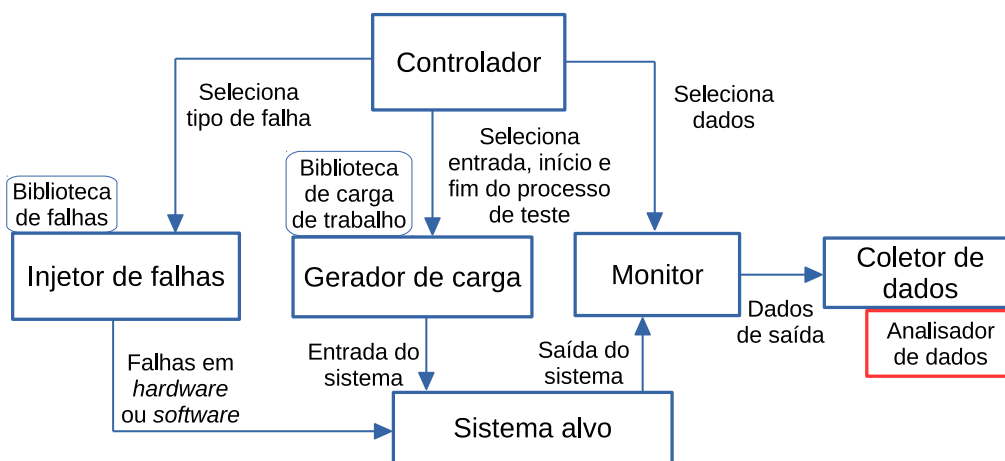 Controlador
Seleciona
tipo de falha
Seleciona
entrada, início e
fim do processo
de teste
Seleciona
dados
Biblioteca
de falhas
Biblioteca
de carga
de trabalho
Injetor de falhas
Gerador de carga
Monitor
Coletor de
dados
Dados
de saída
Analisador
de dados
Falhas em
hardware
ou software
Entrada do
sistema
Saída do
sistema
Sistema alvo